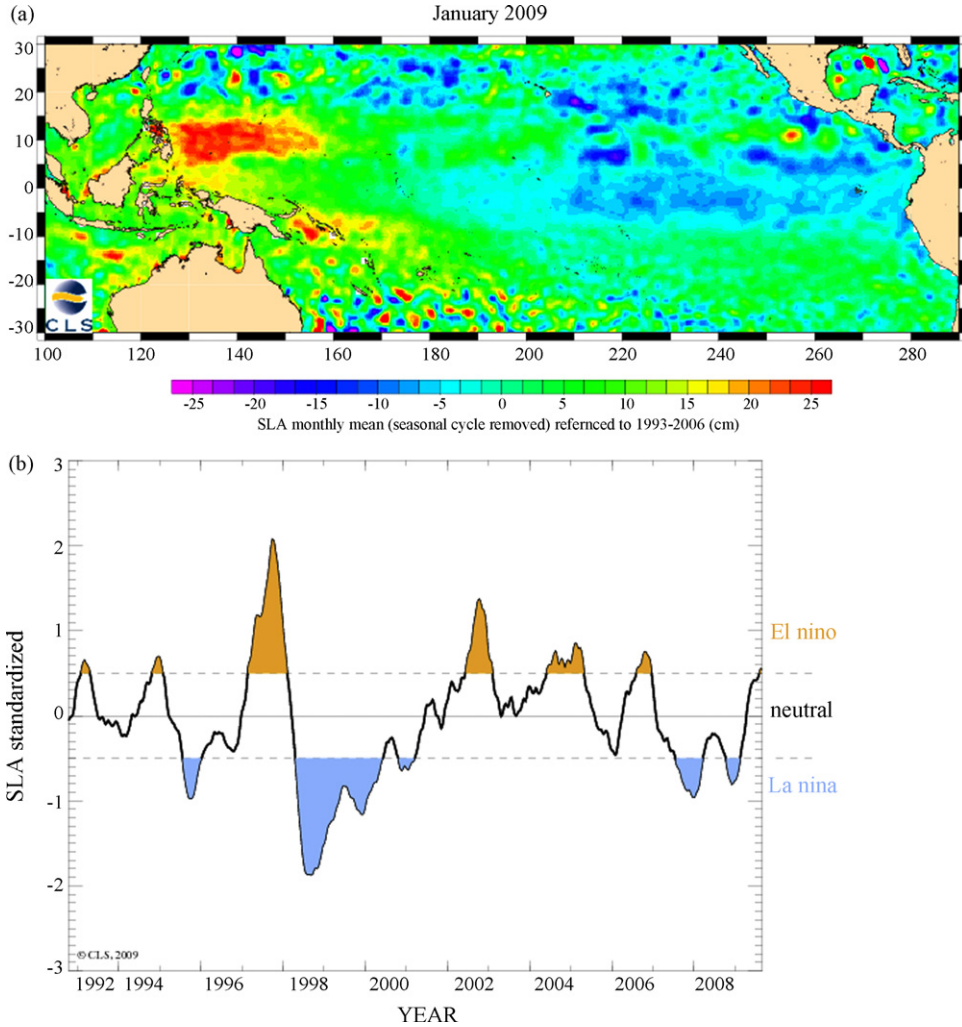 (a)
January 2009
30
20
10
0
-10
-20
-30
CLS
100 120 140 160 180 200 220 240 260 280
-25 -20 -15 -10 -5 0 5 10 15 20 25
SLA monthly mean (seasonal cycle removed) refernced to 1993-2006 (cm)
(b)
3
2
1
0
-1
-2
-3
SLA standardized
El nino
neutral
La nina
© CLS, 2009
1992 1994 1996 1998 2000 2002 2004 2006 2008
YEAR